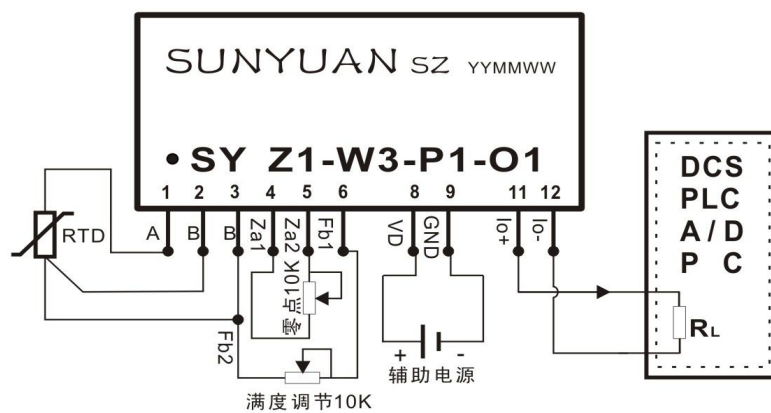 SUNYUAN SZ YYMMWW
• SY Z1-W3-P1-O1
1 2 3 4 5 6 8 9 11 12
A B B Za1 Za2 Fb1 VD GND Io+ Io-
RTD
零点10K
Fb2
满度调节10K
+ -
辅助电源
DCS
PLC
A/D
P C
RL